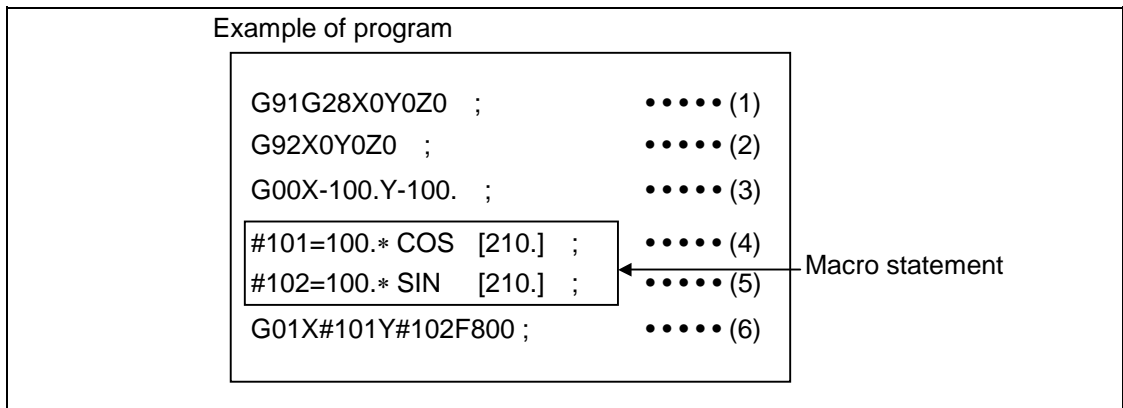 Example of program
G91G28X0Y0Z0 ; •••••(1)
G92X0Y0Z0 ; •••••(2)
G00X-100.Y-100. ; •••••(3)
#101=100.∗ COS [210.] ; •••••(4)
#102=100.∗ SIN [210.] ; •••••(5)
Macro statement
G01X#101Y#102F800 ; •••••(6)